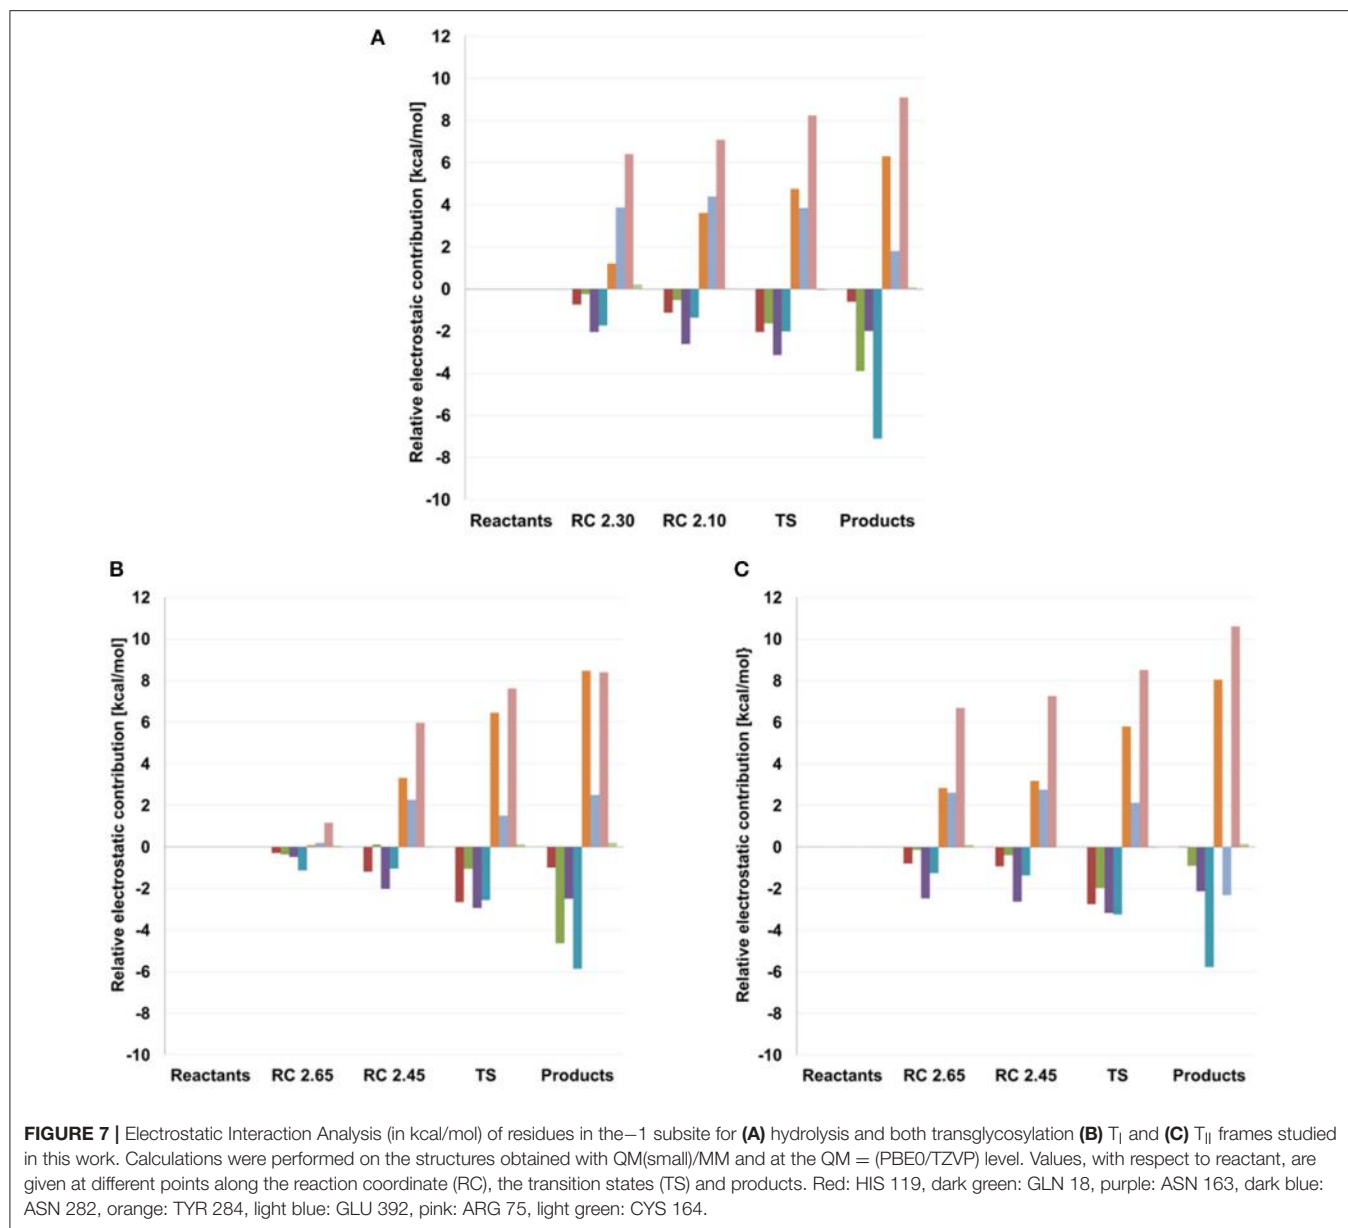 A
Relative electrostaic contribution [kcal/mol]
12
10
8
6
4
2
0
-2
-4
-6
-8
-10
Reactants RC 2.30 RC 2.10 TS Products
B
Relative electrostatic contribution [kcal/mol]
12
10
8
6
4
2
0
-2
-4
-6
-8
-10
Reactants RC 2.65 RC 2.45 TS Products
C
Relative electrostatic contribution [kcal/mol}
12
10
8
6
4
2
0
-2
-4
-6
-8
-10
Reactants RC 2.65 RC 2.45 TS Products
FIGURE 7 | Electrostatic Interaction Analysis (in kcal/mol) of residues in the−1 subsite for (A) hydrolysis and both transglycosylation (B) TI and (C) TII frames studied
in this work. Calculations were performed on the structures obtained with QM(small)/MM and at the QM = (PBE0/TZVP) level. Values, with respect to reactant, are
given at different points along the reaction coordinate (RC), the transition states (TS) and products. Red: HIS 119, dark green: GLN 18, purple: ASN 163, dark blue:
ASN 282, orange: TYR 284, light blue: GLU 392, pink: ARG 75, light green: CYS 164.